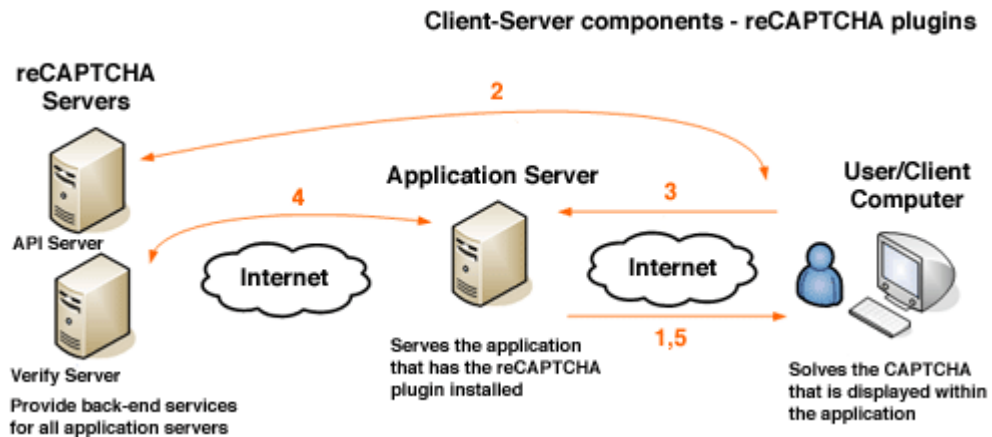 Client-Server components - reCAPTCHA plugins
reCAPTCHA
Servers
2
API Server
4
Application Server
3
User/Client
Computer
Internet
Internet
1,5
Verify Server
Provide back-end services
for all application servers
Serves the application
that has the reCAPTCHA
plugin installed
Solves the CAPTCHA
that is displayed within
the application